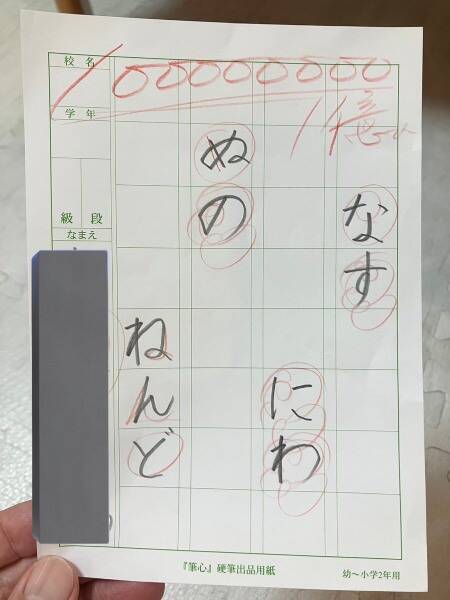 100000000
1億
なす
にわ
ぬの
ねんど
校名
学年
級 段
なまえ
『筆心』硬筆出品用紙
幼～小学2年用